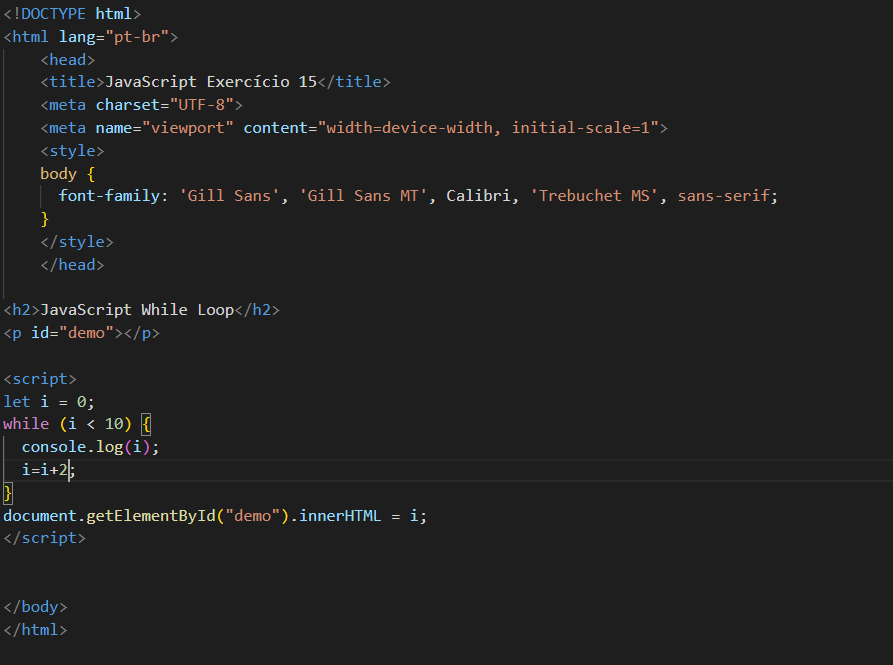 <!DOCTYPE html>
<html lang="pt-br">
<head>
<title>JavaScript Exercício 15</title>
<meta charset="UTF-8">
<meta name="viewport" content="width=device-width, initial-scale=1">
<style>
body {
font-family: 'Gill Sans', 'Gill Sans MT', Calibri, 'Trebuchet MS', sans-serif;
}
</style>
</head>
<h2>JavaScript While Loop</h2>
<p id="demo"></p>
<script>
let i = 0;
while (i < 10) {
console.log(i);
i=i+2;
}
document.getElementById("demo").innerHTML = i;
</script>
</body>
</html>